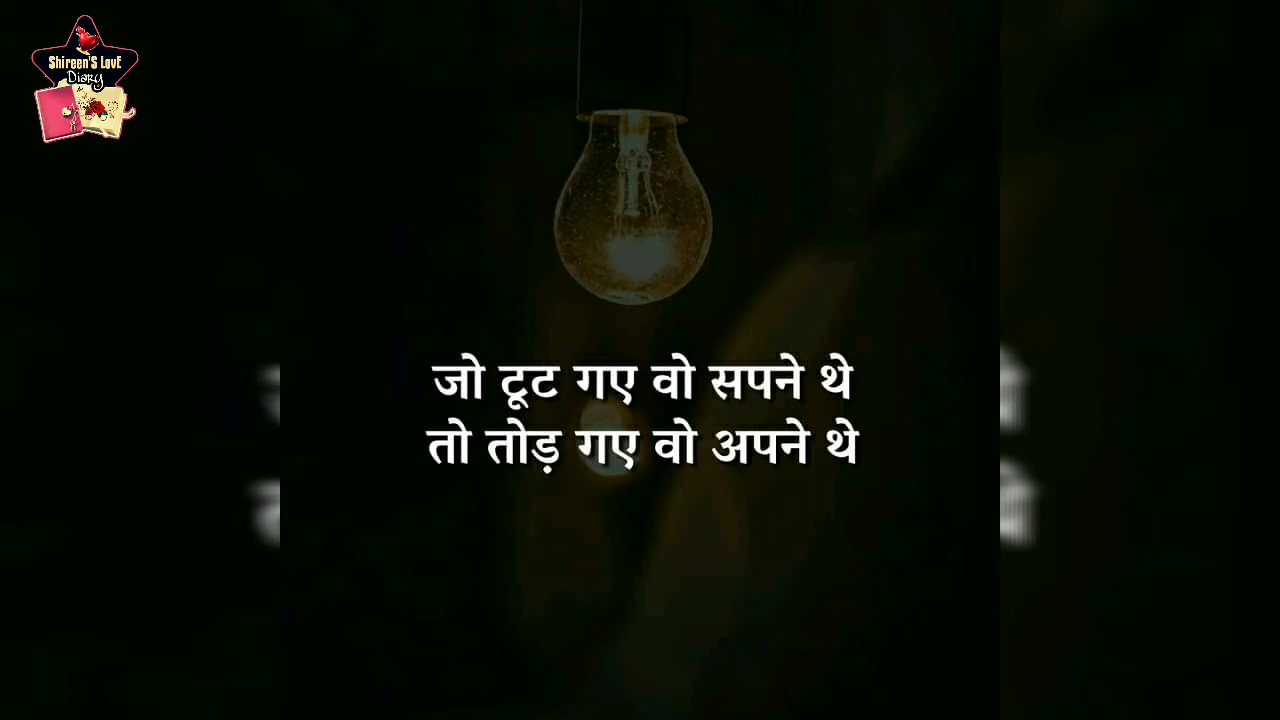 Shireen'S LovE
Diary
जो टूट गए वो सपने थे
तो तोड़ गए वो अपने थे